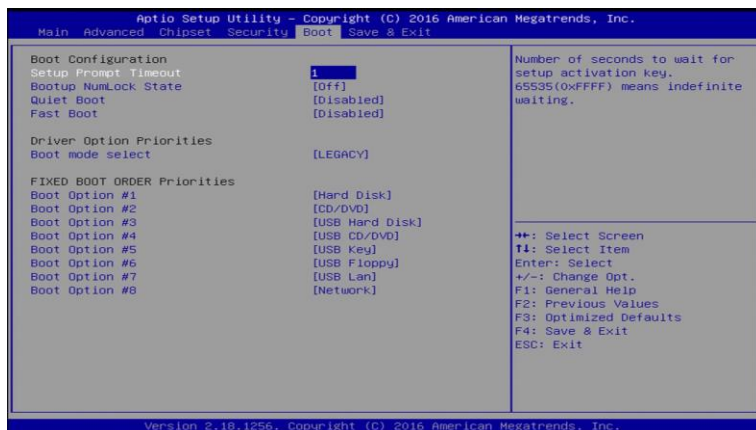 Aptio Setup Utility – Copyright (C) 2016 American Megatrends, Inc.
Main Advanced Chipset Security Boot Save & Exit
Boot Configuration
Setup Prompt Timeout 1
Bootup NumLock State [Off]
Quiet Boot [Disabled]
Fast Boot [Disabled]
Driver Option Priorities
Boot mode select [LEGACY]
FIXED BOOT ORDER Priorities
Boot Option #1 [Hard Disk]
Boot Option #2 [CD/DVD]
Boot Option #3 [USB Hard Disk]
Boot Option #4 [USB CD/DVD]
Boot Option #5 [USB Key]
Boot Option #6 [USB Floppy]
Boot Option #7 [USB Lan]
Boot Option #8 [Network]
Number of seconds to wait for
setup activation key.
65535(0xFFFF) means indefinite
waiting.
→←: Select Screen
↑↓: Select Item
Enter: Select
+/-: Change Opt.
F1: General Help
F2: Previous Values
F3: Optimized Defaults
F4: Save & Exit
ESC: Exit
Version 2.18.1256. Copyright (C) 2016 American Megatrends, Inc.